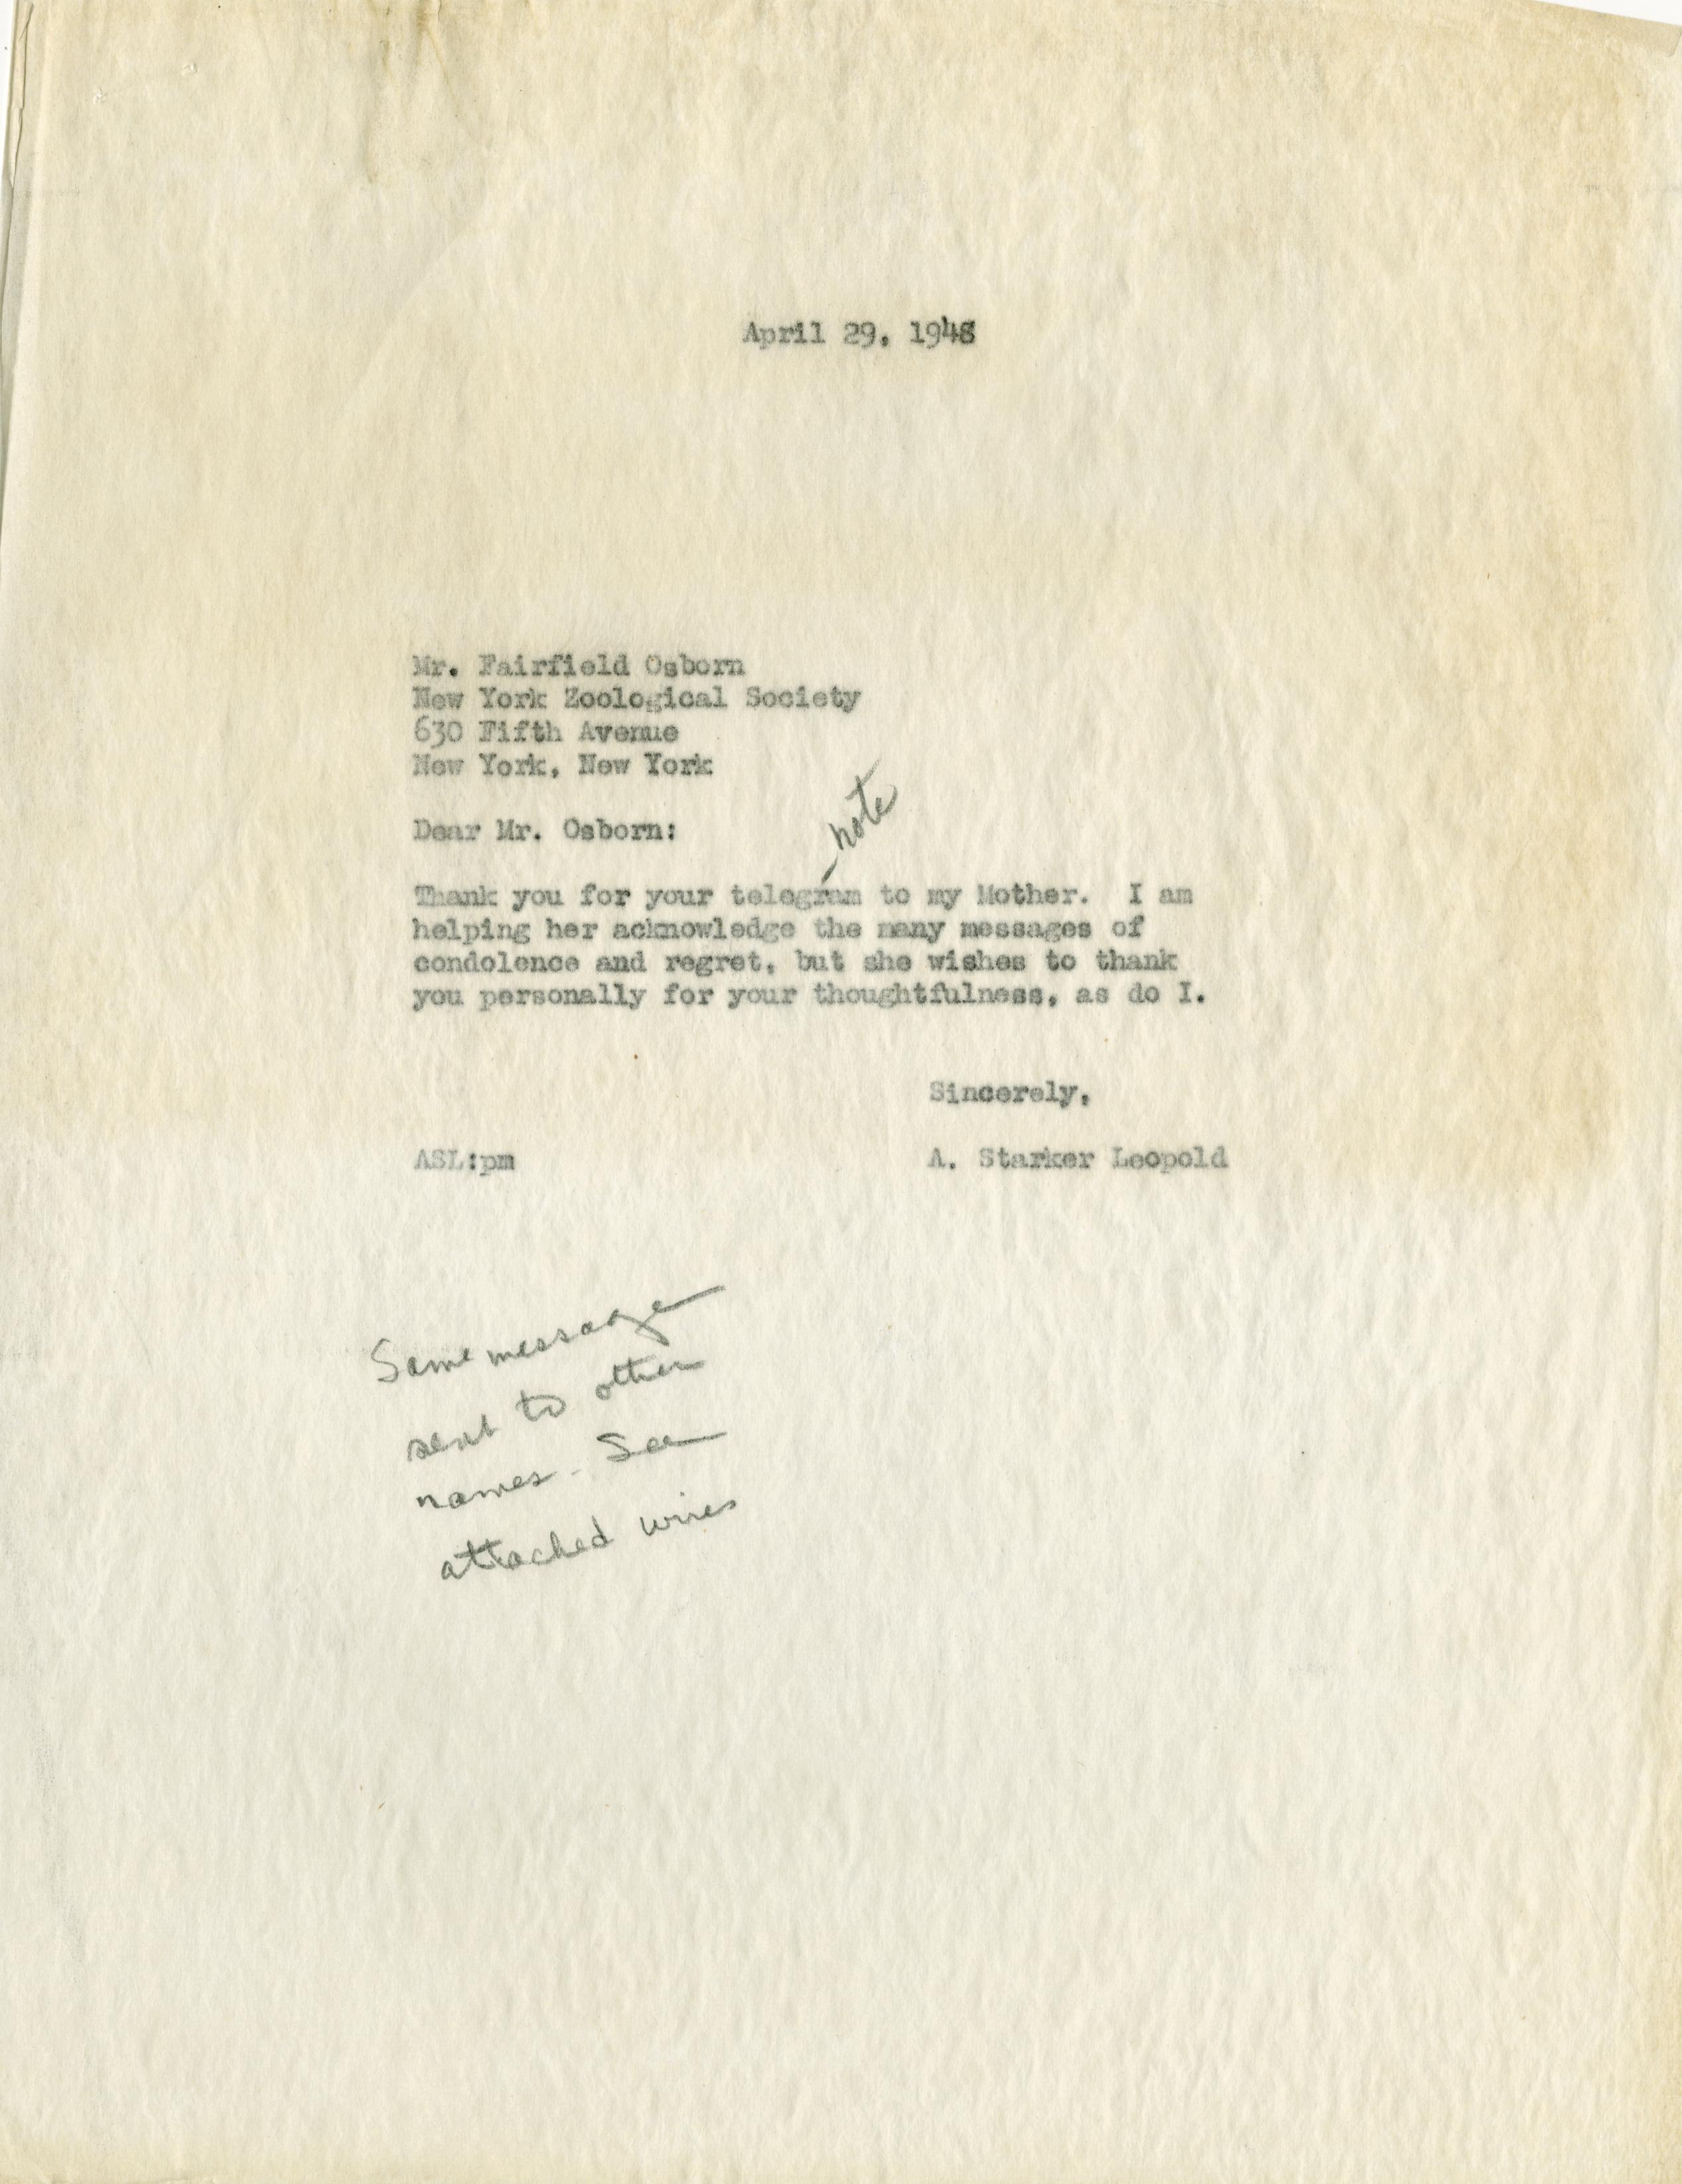 April 29, 1948
Mr. Fairfield Osborn
New York Zoological Society
630 Fifth Avenue
New York, New York
Dear Mr. Osborn:
note
Thank you for your telegram to my Mother. I am
helping her acknowledge the many messages of
condolence and regret, but she wishes to thank
you personally for your thoughtfulness, as do I.
Sincerely,
ASL:pm A. Starker Leopold
Same message
sent to other
names - See
attached wires